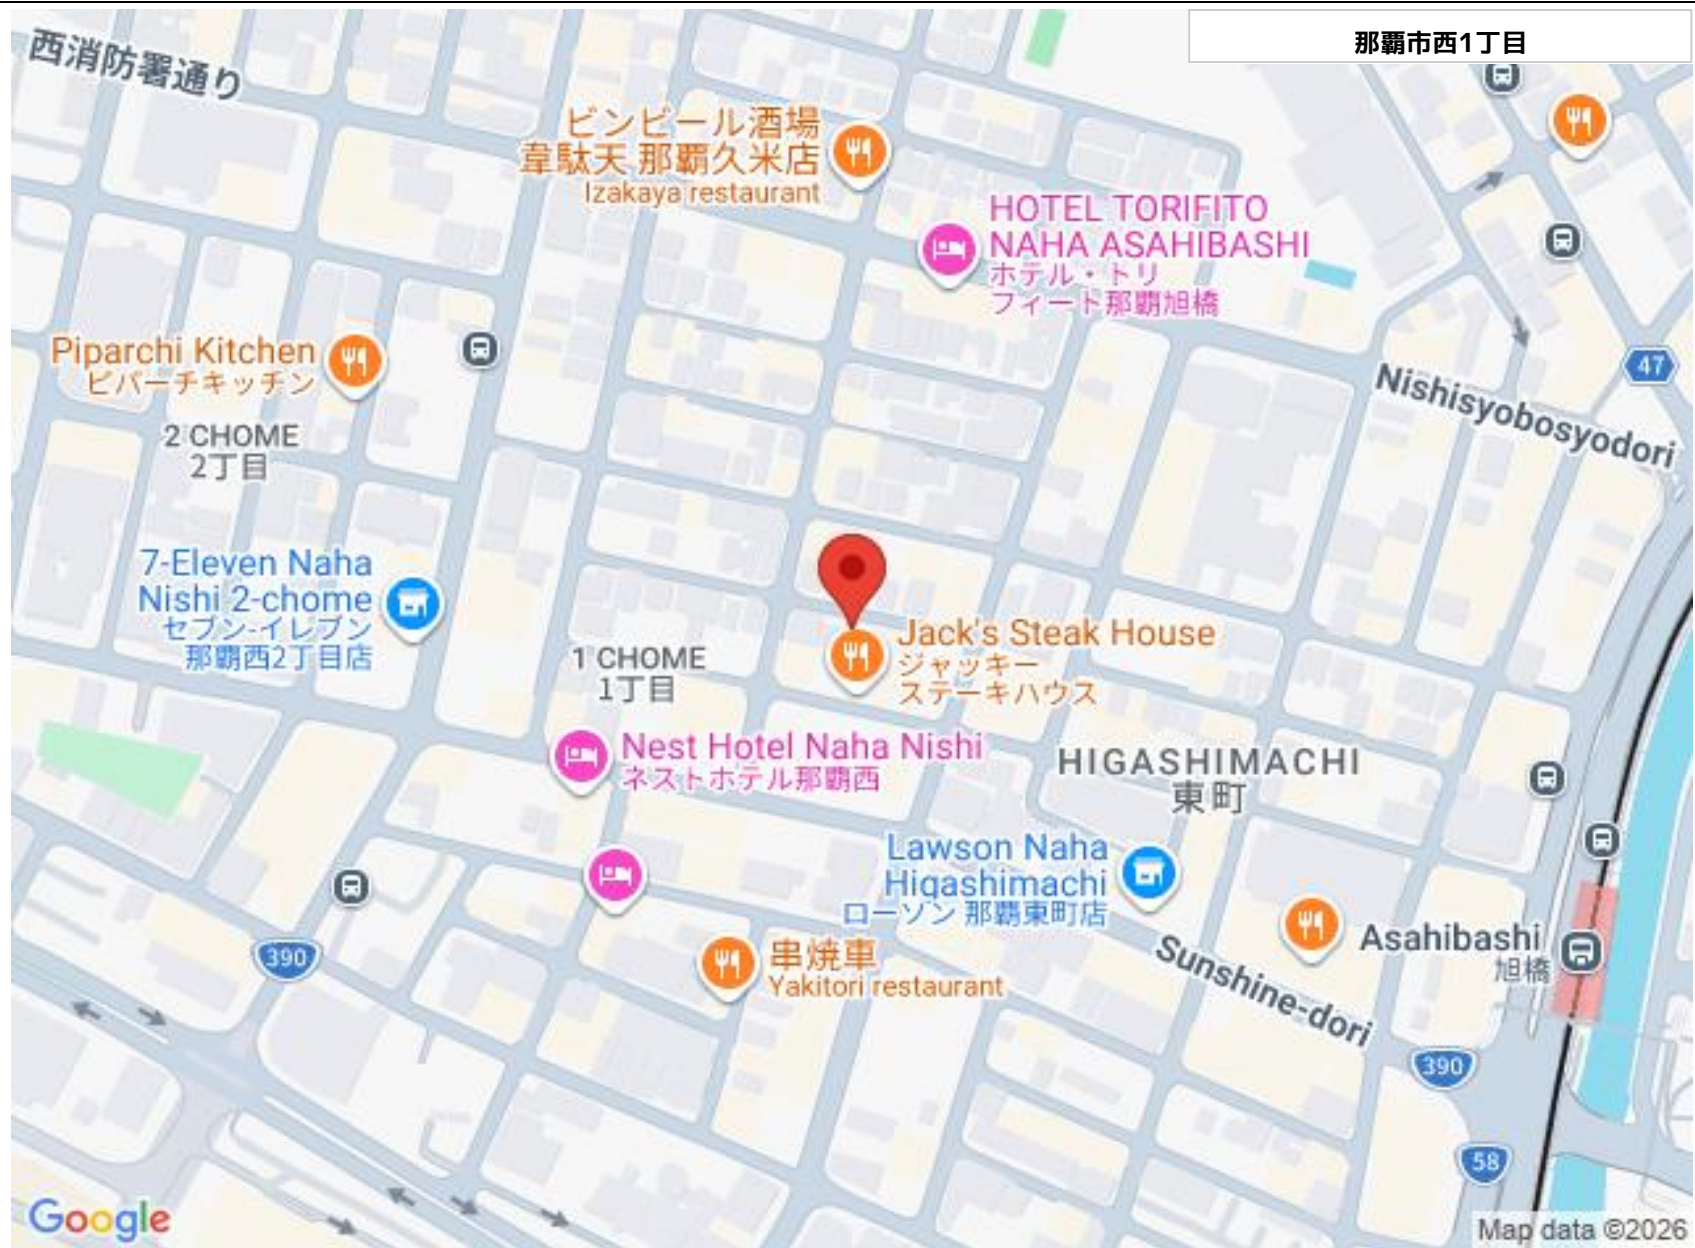 那覇市西1丁目
西消防署通り
ビンビール酒場
韋駄天 那覇久米店
Izakaya restaurant
HOTEL TORIFITO
NAHA ASAHIBASHI
ホテル・トリ
フィート那覇旭橋
Piparchi Kitchen
ピパーチキッチン
47
Nishisyobosyodori
2 CHOME
2丁目
7-Eleven Naha
Nishi 2-chome
セブン-イレブン
那覇西2丁目店
Jack's Steak House
ジャッキー
ステーキハウス
1 CHOME
1丁目
Nest Hotel Naha Nishi
ネストホテル那覇西
HIGASHIMACHI
東町
Lawson Naha
Higashimachi
ローソン 那覇東町店
390
串焼車
Yakitori restaurant
Asahibashi
旭橋
Sunshine-dori
390
58
Google
Map data ©2026